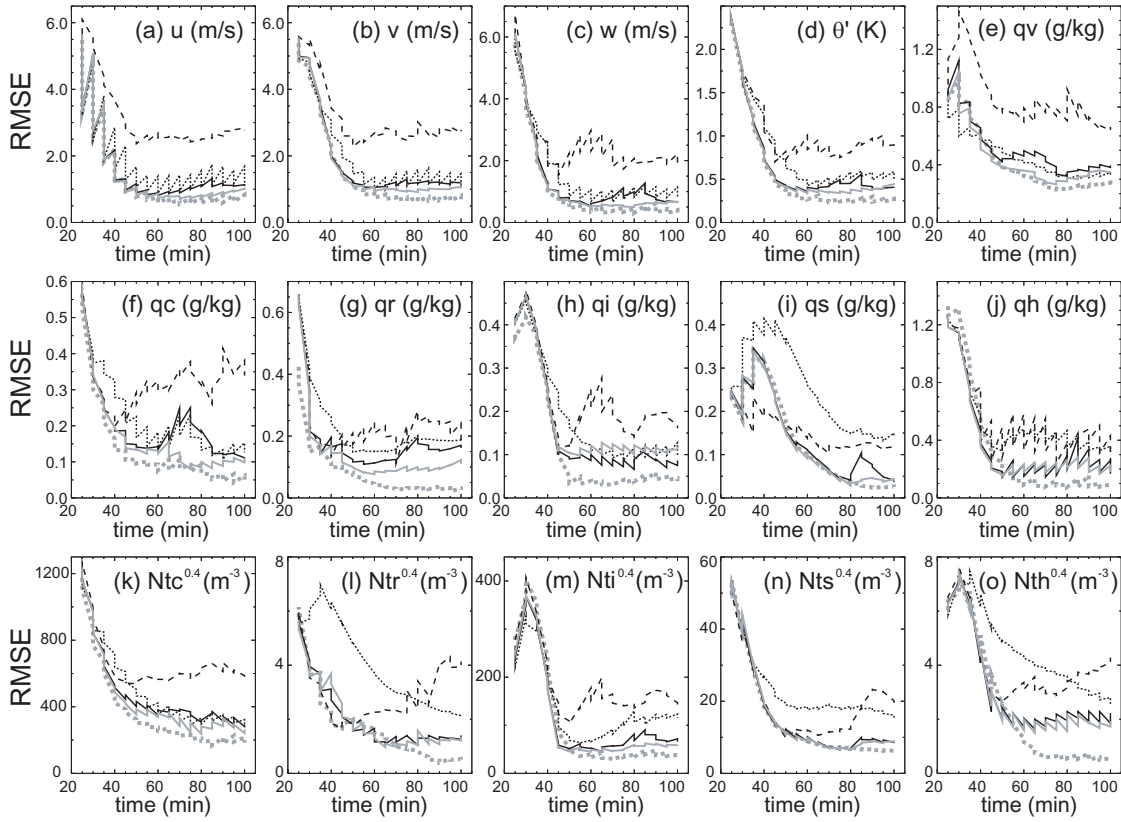 (a) u (m/s) (b) v (m/s) (c) w (m/s) (d) θ' (K) (e) qv (g/kg)
RMSE
6.0 4.0 2.0 0.0
6.0 4.0 2.0 0.0
6.0 4.0 2.0 0.0
2.5 2.0 1.5 1.0 0.5 0.0
1.2 0.8 0.4 0.0
20 40 60 80 100 20 40 60 80 100 20 40 60 80 100 20 40 60 80 100 20 40 60 80 100
time (min) time (min) time (min) time (min) time (min)
(f) qc (g/kg) (g) qr (g/kg) (h) qi (g/kg) (i) qs (g/kg) (j) qh (g/kg)
RMSE
0.6 0.5 0.4 0.3 0.2 0.1 0.0
0.6 0.4 0.2 0.0
0.4 0.3 0.2 0.1 0.0
0.4 0.3 0.2 0.1 0.0
1.2 0.8 0.4 0.0
20 40 60 80 100 20 40 60 80 100 20 40 60 80 100 20 40 60 80 100 20 40 60 80 100
time (min) time (min) time (min) time (min) time (min)
(k) Ntc^0.4 (m^-3) (l) Ntr^0.4 (m^-3) (m) Nti^0.4 (m^-3) (n) Nts^0.4 (m^-3) (o) Nth^0.4 (m^-3)
RMSE
1200 800 400 0
8 4 0
400 200 0
60 40 20 0
8 4 0
20 40 60 80 100 20 40 60 80 100 20 40 60 80 100 20 40 60 80 100 20 40 60 80 100
time (min) time (min) time (min) time (min) time (min)